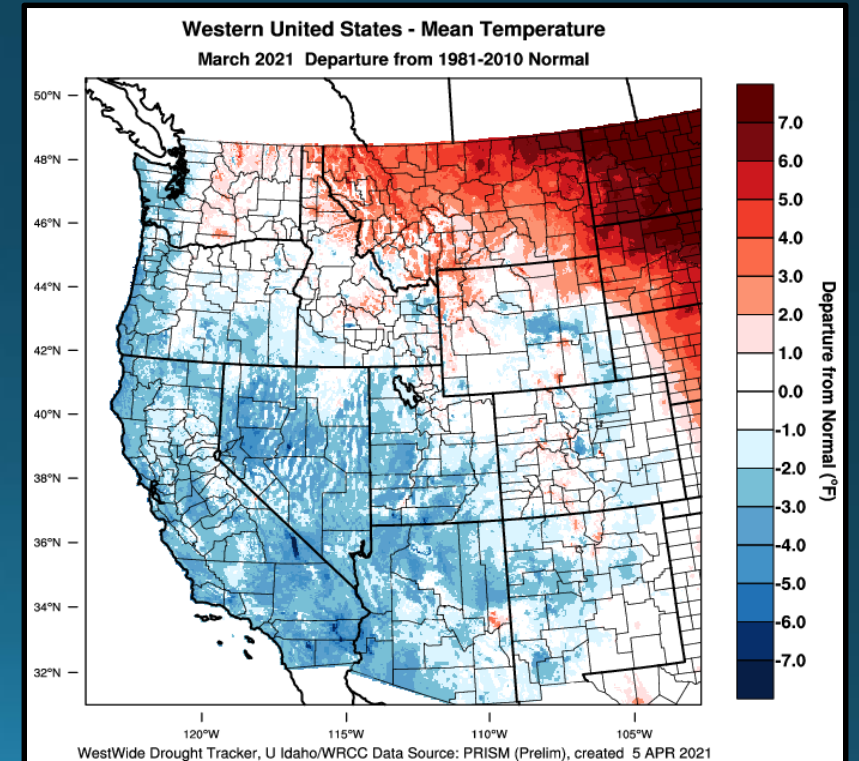 Western United States - Mean Temperature
March 2021 Departure from 1981-2010 Normal
50°N
48°N
46°N
44°N
42°N
40°N
38°N
36°N
34°N
32°N
120°W
115°W
110°W
105°W
7.0
6.0
5.0
4.0
3.0
2.0
1.0
0.0
-1.0
-2.0
-3.0
-4.0
-5.0
-6.0
-7.0
Departure from Normal (°F)
WestWide Drought Tracker, U Idaho/WRCC Data Source: PRISM (Prelim), created 5 APR 2021